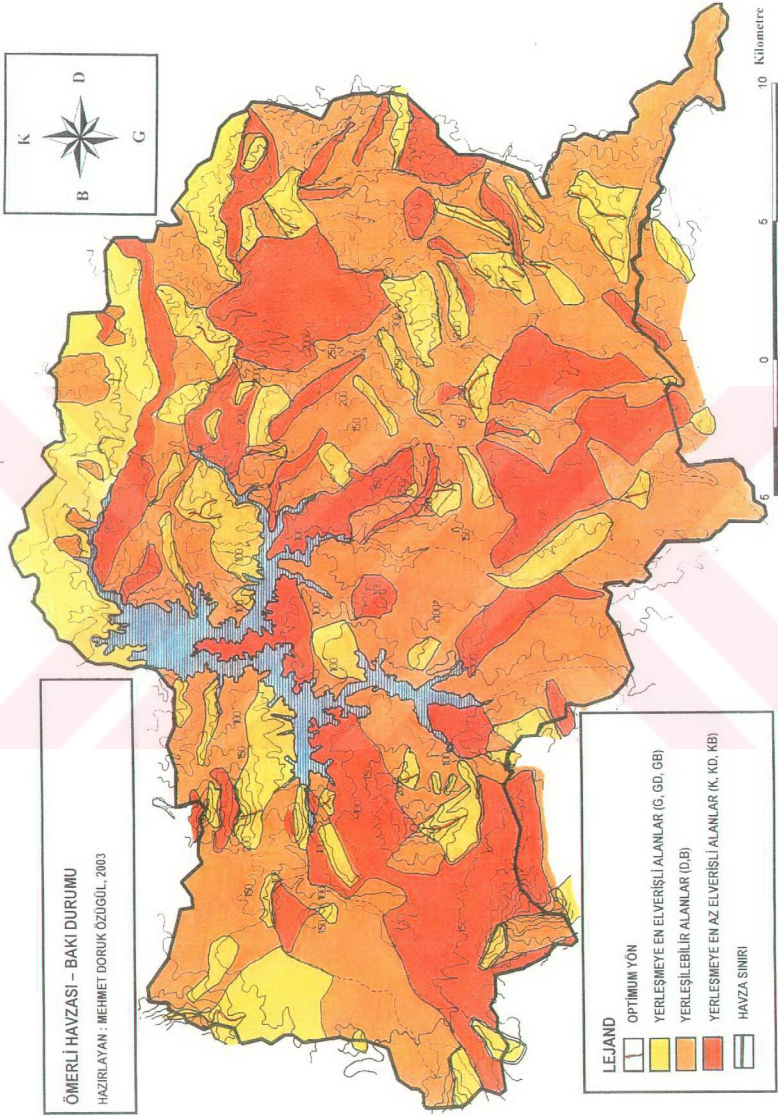 ÖMERLİ HAVZASI – BAKI DURUMU
HAZIRLAYAN : MEHMET DORUK ÖZÜGÜL, 2003
K
B
D
G
LEJAND
OPTİMUM YÖN
YERLEŞMEYE EN ELVERİŞLİ ALANLAR (G, GD, GB)
YERLEŞİLEBİLİR ALANLAR (D,B)
YERLEŞMEYE EN AZ ELVERİŞLİ ALANLAR (K, KD, KB)
HAVZA SINIRI
5
0
5
10
Kilometre